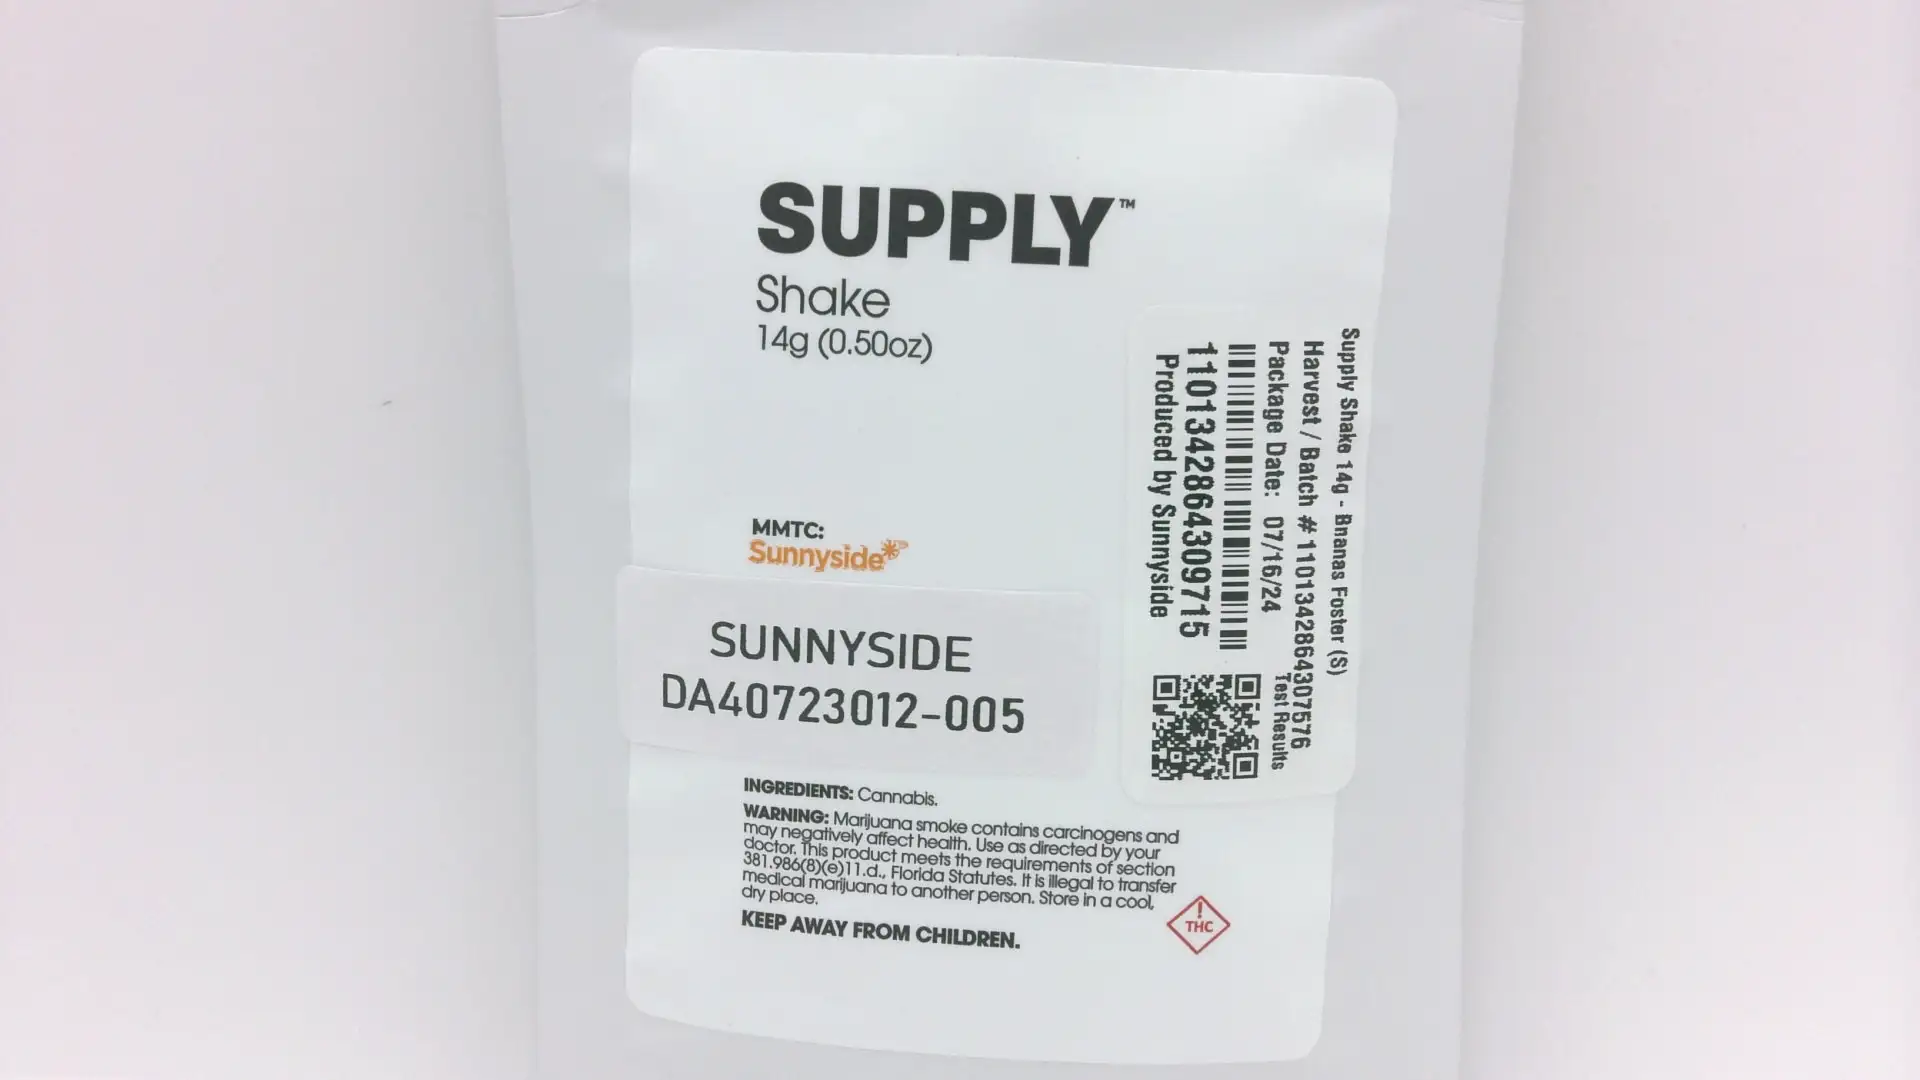 SUPPLY™
Shake
14g (0.50oz)
MMTC:
Sunnyside
SUNNYSIDE
DA40723012-005
INGREDIENTS: Cannabis.
WARNING: Marijuana smoke contains carcinogens and
may negatively affect health. Use as directed by your
doctor. This product meets the requirements of section
381.986(8)(e)11.d., Florida Statutes. It is illegal to transfer
medical marijuana to another person. Store in a cool,
dry place.
KEEP AWAY FROM CHILDREN.
!
THC
Supply Shake 14g - Bnanas Foster (S)
Harvest / Batch # 1101342864307576
Package Date: 07/16/24
Test Results
1101342864309715
Produced by Sunnyside